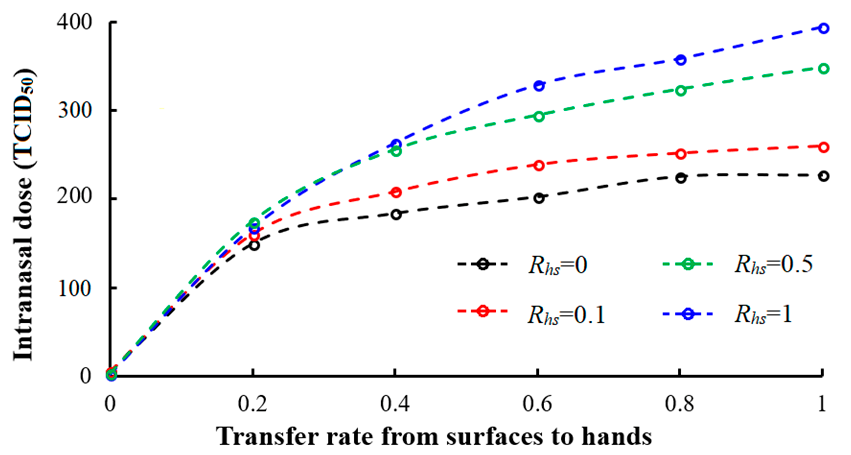 400
300
200
100
0
Intranasal dose (TCID50)
Rhs=0
Rhs=0.5
Rhs=0.1
Rhs=1
0 0.2 0.4 0.6 0.8 1
Transfer rate from surfaces to hands